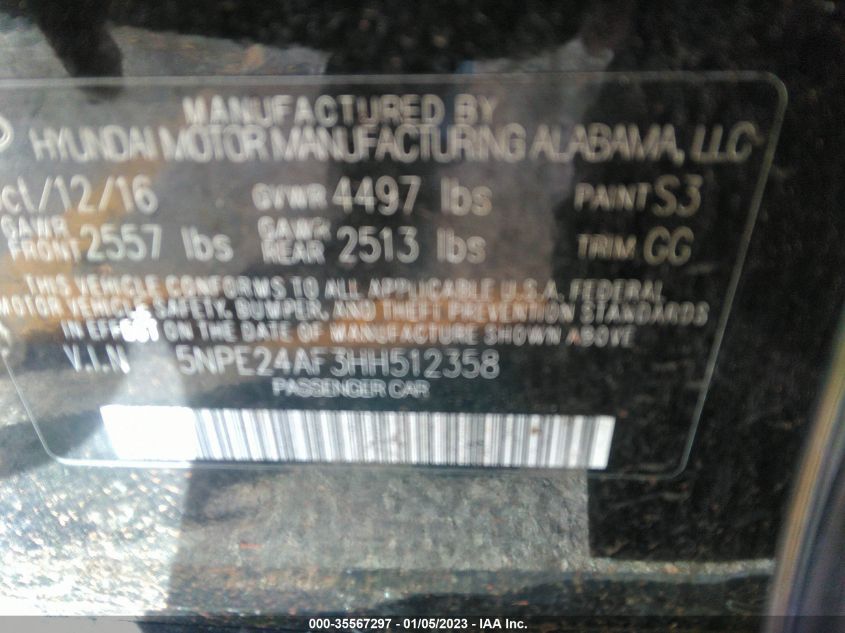 MANUFACTURED BY
HYUNDAI MOTOR MANUFACTURING ALABAMA, LLC
ct/12/16 GVWR 4497 lbs PAINT S3
GAWR FRONT 2557 lbs GAWR REAR 2513 lbs TRIM GG
THIS VEHICLE CONFORMS TO ALL APPLICABLE U.S.A. FEDERAL
MOTOR VEHICLE SAFETY, BUMPER, AND THEFT PREVENTION STANDARDS
IN EFFECT ON THE DATE OF MANUFACTURE SHOWN ABOVE
V.I.N 5NPE24AF3HH512358
PASSENGER CAR
000-35567297 - 01/05/2023 - IAA Inc.